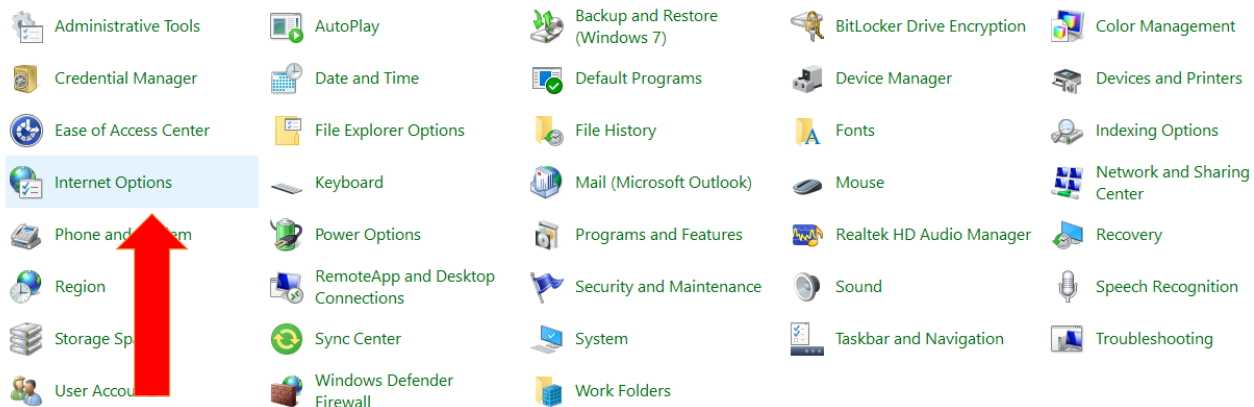 Administrative Tools
AutoPlay
Backup and Restore
(Windows 7)
BitLocker Drive Encryption
Color Management
Credential Manager
Date and Time
Default Programs
Device Manager
Devices and Printers
Ease of Access Center
File Explorer Options
File History
Fonts
Indexing Options
Internet Options
Keyboard
Mail (Microsoft Outlook)
Mouse
Network and Sharing
Center
Phone and
Power Options
Programs and Features
Realtek HD Audio Manager
Recovery
Region
RemoteApp and Desktop
Connections
Security and Maintenance
Sound
Speech Recognition
Storage
Sync Center
System
Taskbar and Navigation
Troubleshooting
User
Windows Defender
Firewall
Work Folders